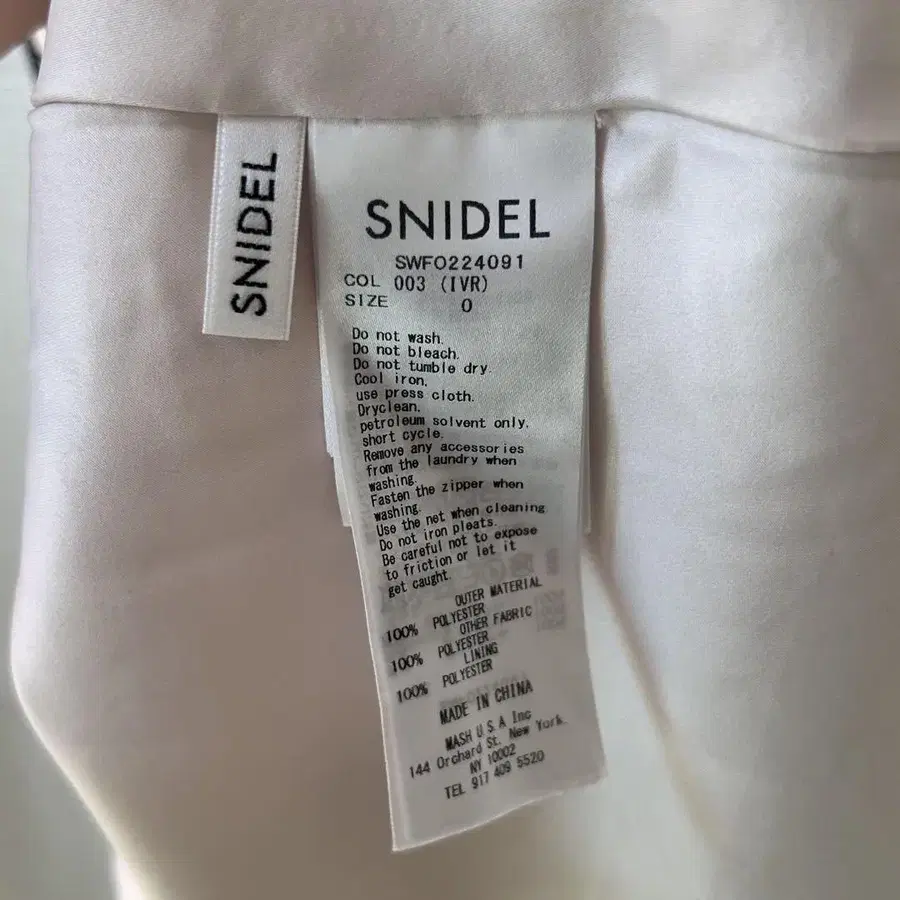 SNIDEL
SNIDEL
SWFO224091
COL 003 (IVR)
SIZE 0
Do not wash.
Do not bleach.
Do not tumble dry.
Cool iron.
use press cloth.
Dryclean.
petroleum solvent only.
short cycle.
Remove any accessories
from the laundry when
washing.
Fasten the zipper when
washing.
Use the net when cleaning
Do not iron pleats.
Be careful not to expose
to friction or let it
get caught.
OUTER MATERIAL
100% POLYESTER
OTHER FABRIC
100% POLYESTER
LINING
100% POLYESTER
MADE IN CHINA
MASH U.S.A Inc
144 Orchard St. New York.
NY 10002
TEL 917 409 5520